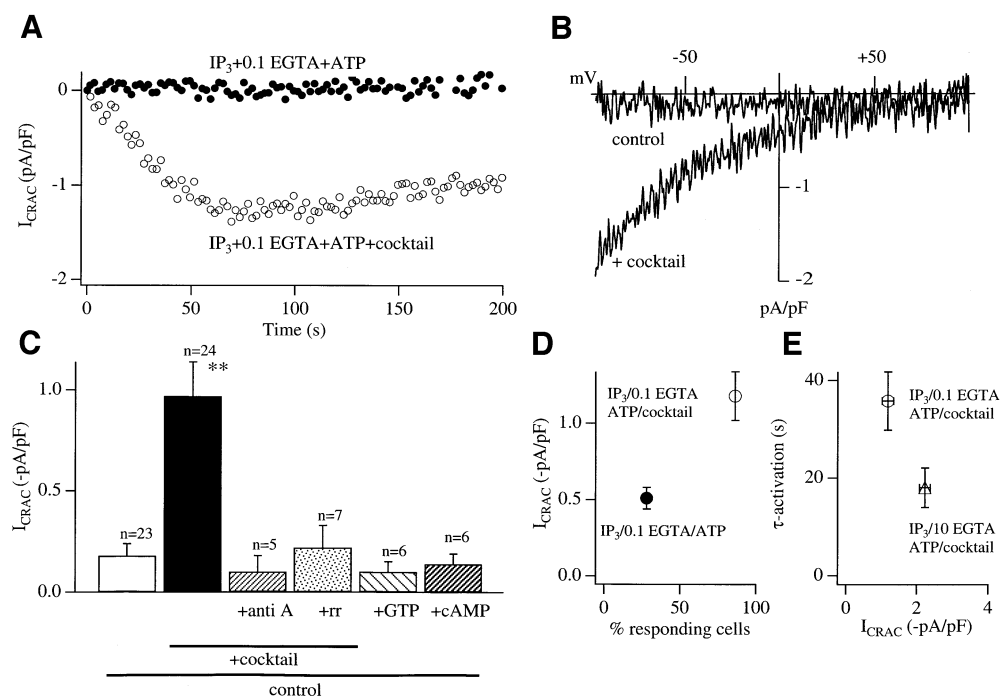 A
IP3+0.1 EGTA+ATP
0
-1
-2
ICRAC (pA/pF)
IP3+0.1 EGTA+ATP+cocktail
0 50 100 150 200
Time (s)
B
mV
-50 +50
control
-1
+ cocktail
-2
pA/pF
C
ICRAC (-pA/pF)
1.0
0.5
0.0
n=23
n=24
**
n=5
n=7
n=6
n=6
+anti A +rr +GTP +cAMP
+cocktail
control
D
ICRAC (-pA/pF)
1.0
0.5
0.0
IP3/0.1 EGTA
ATP/cocktail
IP3/0.1 EGTA/ATP
0 50 100
% responding cells
E
τ-activation (s)
40
20
0
IP3/0.1 EGTA
ATP/cocktail
IP3/10 EGTA
ATP/cocktail
0 2 4
ICRAC (-pA/pF)